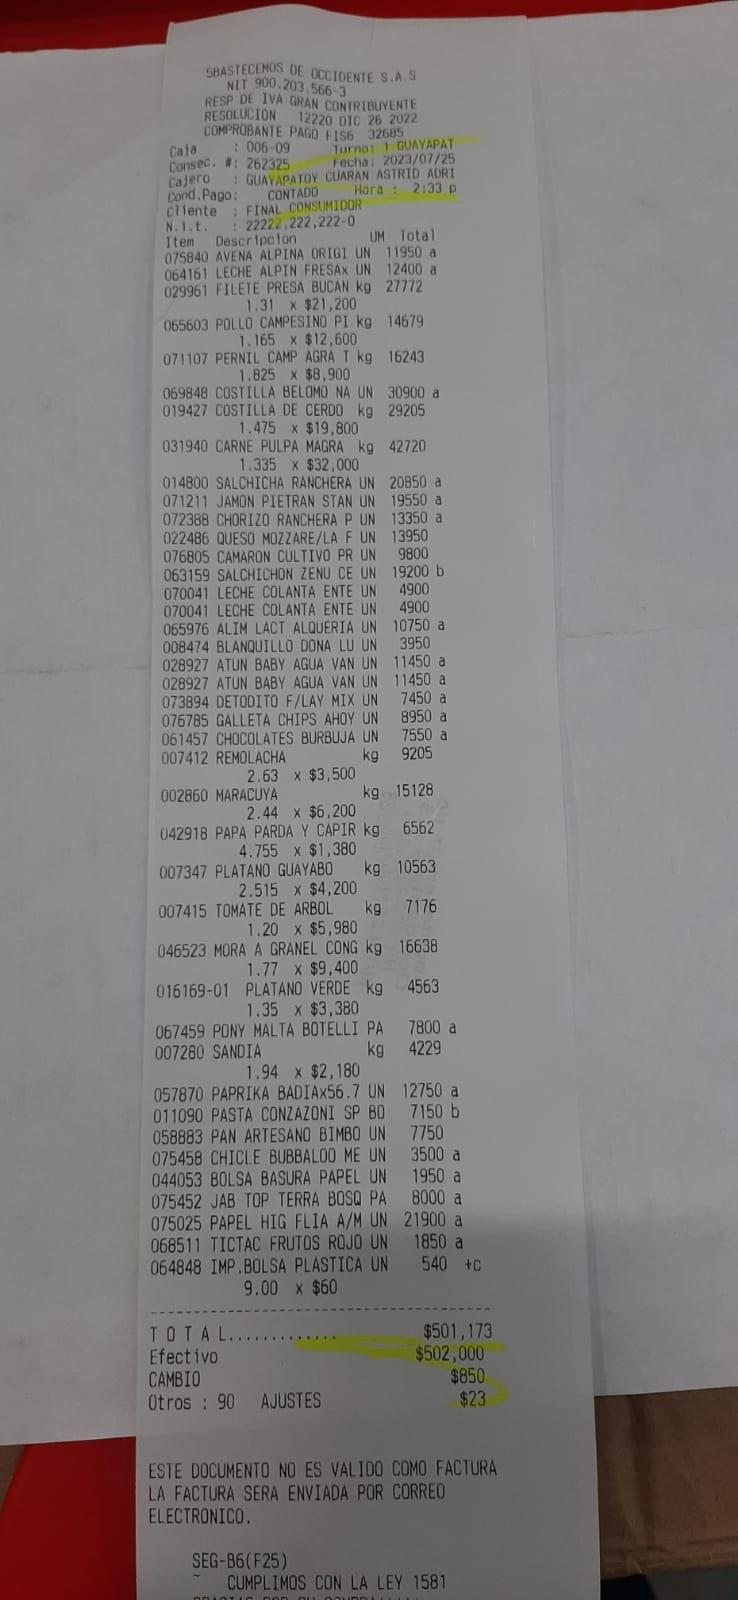 5BASTECEMOS DE OCCIDENTE S.A.S
NIT 900.203.566-3
RESP DE IVA GRAN CONTRIBUYENTE
RESOLUCION 12220 DIC 26 2022
COMPROBANTE PAGO FIS6 32685
Caja : 006-09 Turno: 1 GUAYAPAT
Consec. #: 262325 Fecha: 2023/07/25
Cajero : GUAYAPATOY CUARAN ASTRID ADRI
Cond.Pago: CONTADO Hora : 2:33 p
Cliente : FINAL CONSUMIDOR
N.i.t. : 22222,222,222-0
Item Descripcion UM Total
075840 AVENA ALPINA ORIGI UN 11950 a
064161 LECHE ALPIN FRESAx UN 12400 a
029961 FILETE PRESA BUCAN kg 27772
1.31 x $21,200
065603 POLLO CAMPESINO PI kg 14679
1.165 x $12,600
071107 PERNIL CAMP AGRA T kg 16243
1.825 x $8,900
069848 COSTILLA BELOMO NA UN 30900 a
019427 COSTILLA DE CERDO kg 29205
1.475 x $19,800
031940 CARNE PULPA MAGRA kg 42720
1.335 x $32,000
014800 SALCHICHA RANCHERA UN 20850 a
071211 JAMON PIETRAN STAN UN 19550 a
072388 CHORIZO RANCHERA P UN 13350 a
022486 QUESO MOZZARE/LA F UN 13950
076805 CAMARON CULTIVO PR UN 9800
063159 SALCHICHON ZENU CE UN 19200 b
070041 LECHE COLANTA ENTE UN 4900
070041 LECHE COLANTA ENTE UN 4900
065976 ALIM LACT ALQUERIA UN 10750 a
008474 BLANQUILLO DONA LU UN 3950
028927 ATUN BABY AGUA VAN UN 11450 a
028927 ATUN BABY AGUA VAN UN 11450 a
073894 DETODITO F/LAY MIX UN 7450 a
076785 GALLETA CHIPS AHOY UN 8950 a
061457 CHOCOLATES BURBUJA UN 7550 a
007412 REMOLACHA kg 9205
2.63 x $3,500
002860 MARACUYA kg 15128
2.44 x $6,200
042918 PAPA PARDA Y CAPIR kg 6562
4.755 x $1,380
007347 PLATANO GUAYABO kg 10563
2.515 x $4,200
007415 TOMATE DE ARBOL kg 7176
1.20 x $5,980
046523 MORA A GRANEL CONG kg 16638
1.77 x $9,400
016169-01 PLATANO VERDE kg 4563
1.35 x $3,380
067459 PONY MALTA BOTELLI PA 7800 a
007280 SANDIA kg 4229
1.94 x $2,180
057870 PAPRIKA BADIAx56.7 UN 12750 a
011090 PASTA CONZAZONI SP BO 7150 b
058883 PAN ARTESANO BIMBO UN 7750
075458 CHICLE BUBBALOO ME UN 3500 a
044053 BOLSA BASURA PAPEL UN 1950 a
075452 JAB TOP TERRA BOSQ PA 8000 a
075025 PAPEL HIG FLIA A/M UN 21900 a
068511 TICTAC FRUTOS ROJO UN 1850 a
064848 IMP.BOLSA PLASTICA UN 540 +c
9.00 x $60
T O T A L............. $501,173
Efectivo $502,000
CAMBIO $850
Otros : 90 AJUSTES $23
ESTE DOCUMENTO NO ES VALIDO COMO FACTURA
LA FACTURA SERA ENVIADA POR CORREO
ELECTRONICO.
SEG-B6(F25)
~ CUMPLIMOS CON LA LEY 1581